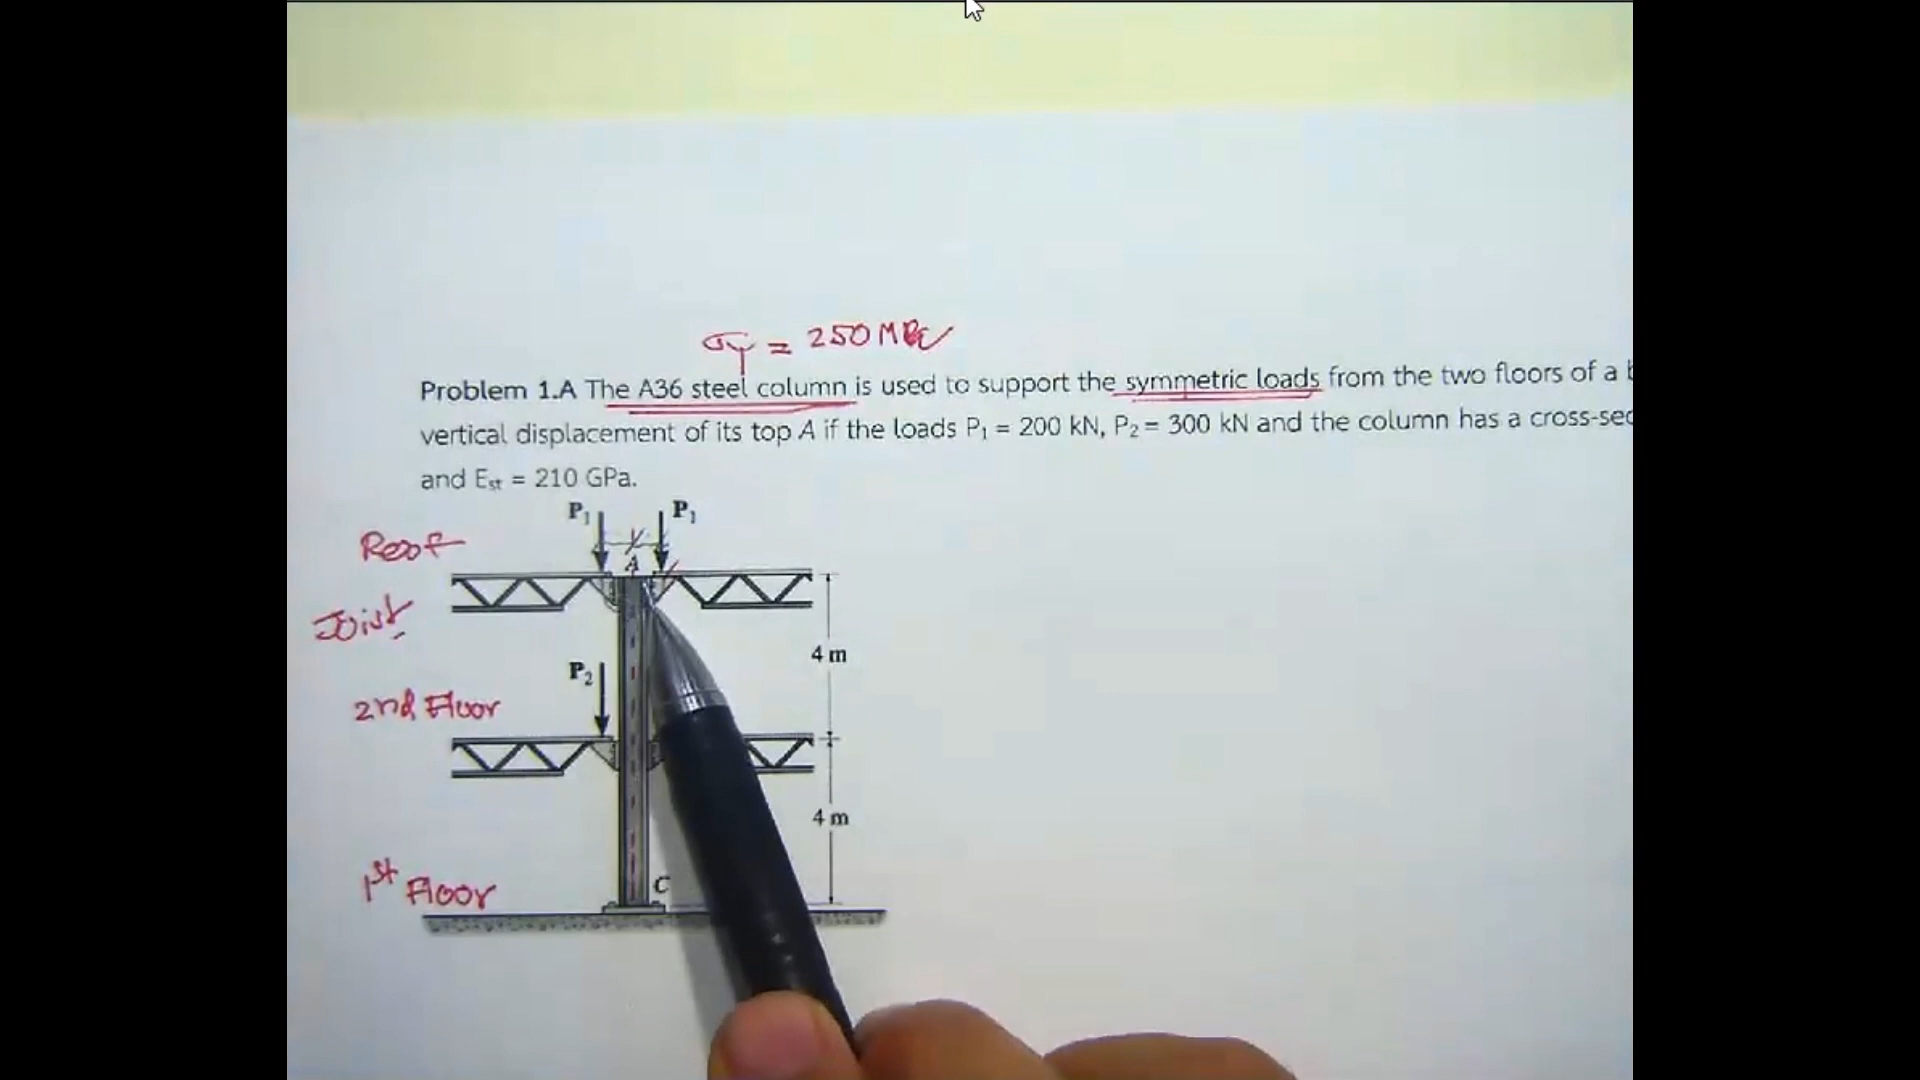 σy = 250 MPa
Problem 1.A The A36 steel column is used to support the symmetric loads from the two floors of a b
vertical displacement of its top A if the loads P₁ = 200 kN, P₂ = 300 kN and the column has a cross-sec
and Est = 210 GPa.
P₁ P₁
Roof
A
Joist
4 m
P₂
2nd Floor
4 m
1st Floor
C